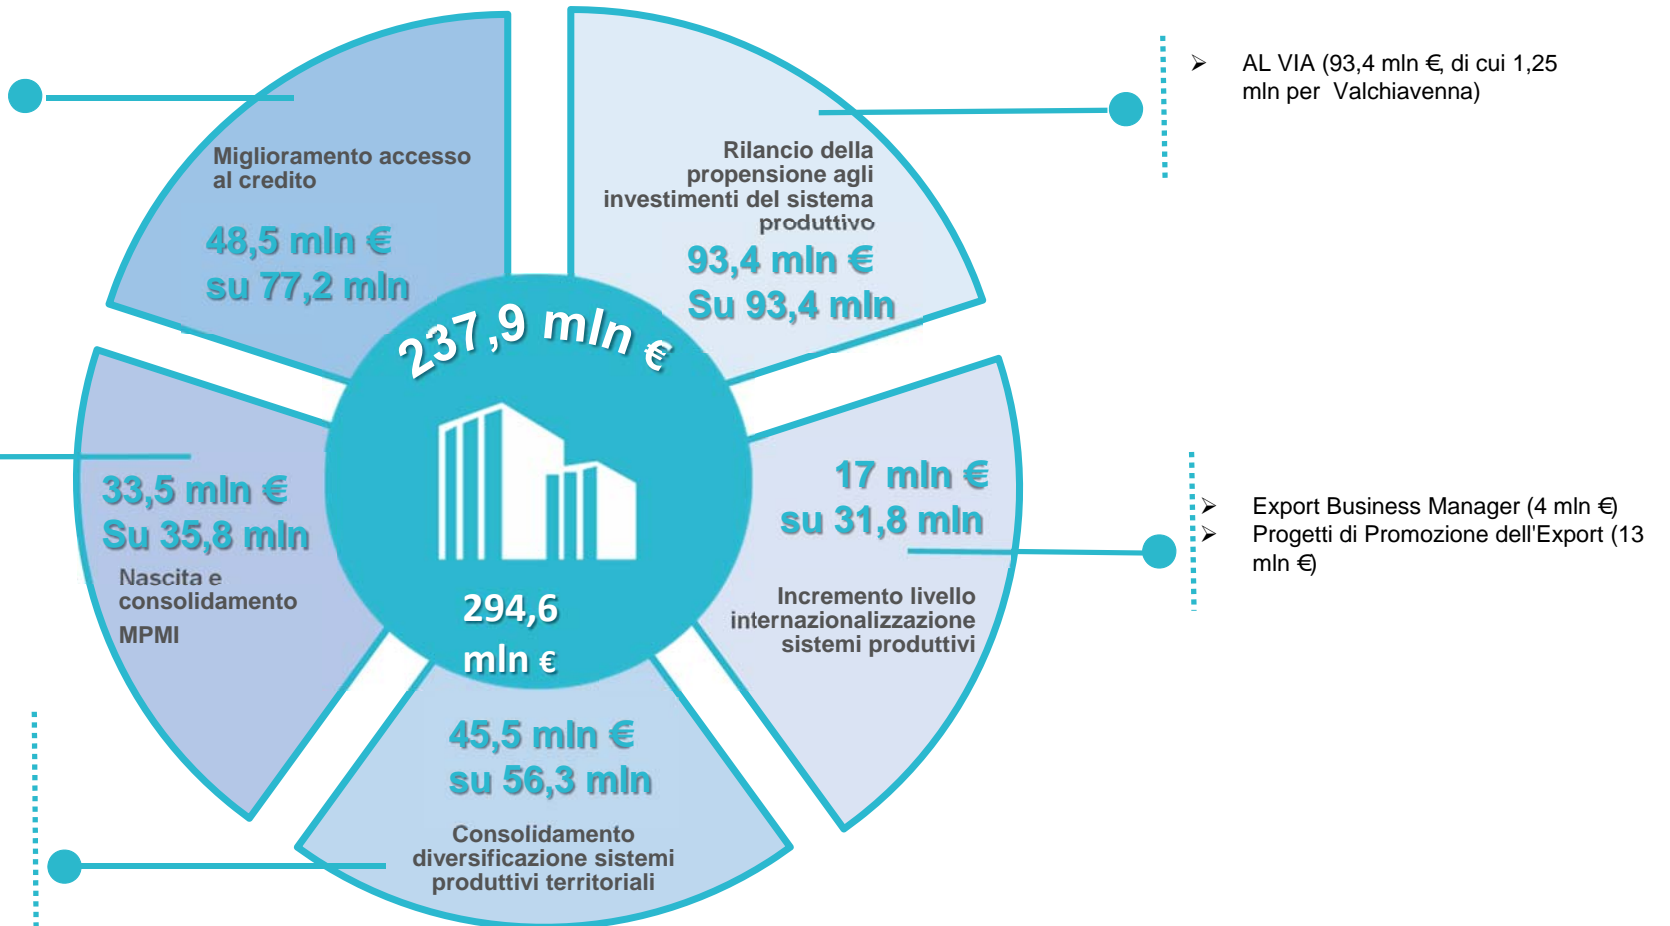 Miglioramento accesso
al credito
48,5 mln €
su 77,2 mln
Rilancio della
propensione agli
investimenti del sistema
produttivo
93,4 mln €
Su 93,4 mln
➢ AL VIA (93,4 mln €, di cui 1,25
mln per Valchiavenna)
237,9 mln €
294,6
mln €
33,5 mln €
Su 35,8 mln
Nascita e
consolidamento
MPMI
17 mln €
su 31,8 mln
Incremento livello
internazionalizzazione
sistemi produttivi
➢ Export Business Manager (4 mln €)
➢ Progetti di Promozione dell'Export (13
mln €)
45,5 mln €
su 56,3 mln
Consolidamento
diversificazione sistemi
produttivi territoriali